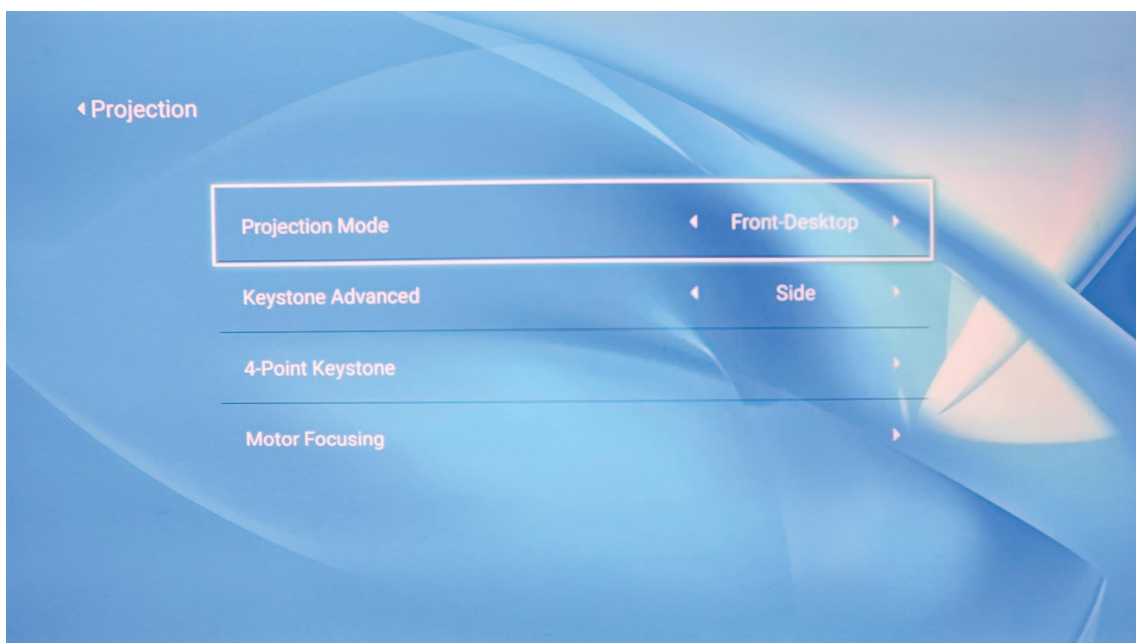 Projection
Projection Mode Front-Desktop
Keystone Advanced Side
4-Point Keystone
Motor Focusing